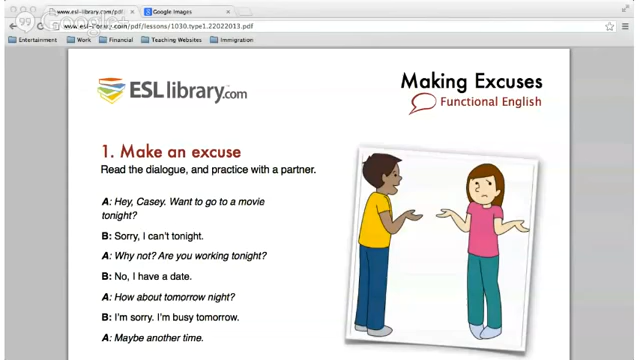 www.esl-library.com/pdf/
Google Images
www.esl-library.com/pdf/lessons/1030.type1.22022013.pdf
Entertainment Work Financial Teaching Websites Immigration
ESLlibrary.com
Making Excuses
Functional English
1. Make an excuse
Read the dialogue, and practice with a partner.
A: Hey, Casey. Want to go to a movie
tonight?
B: Sorry, I can't tonight.
A: Why not? Are you working tonight?
B: No, I have a date.
A: How about tomorrow night?
B: I'm sorry. I'm busy tomorrow.
A: Maybe another time.